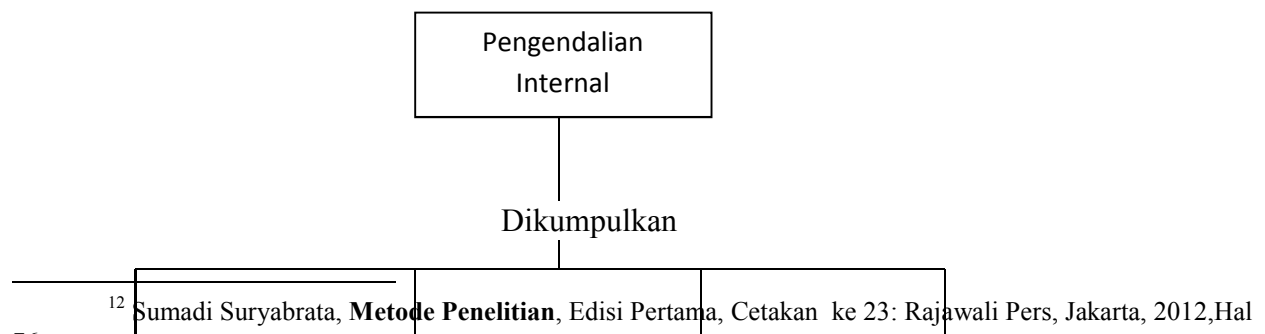 Pengendalian
Internal
Dikumpulkan
12 Sumadi Suryabrata, Metode Penelitian, Edisi Pertama, Cetakan ke 23: Rajawali Pers, Jakarta, 2012,Hal